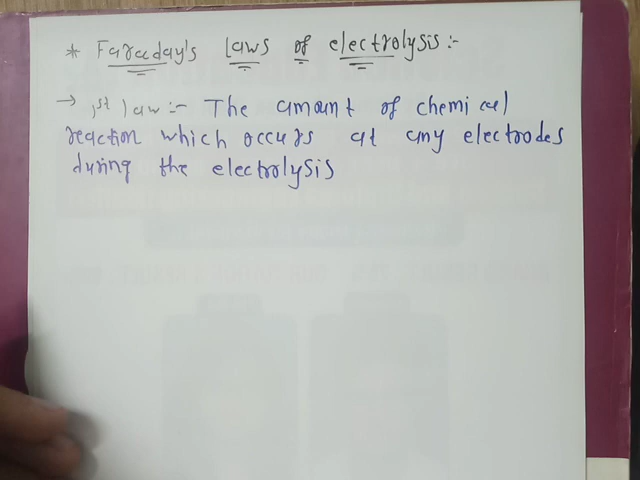 * Faraday's laws of electrolysis:-
→ 1st law:- The amount of chemical
reaction which occurs at any electrodes
during the electrolysis